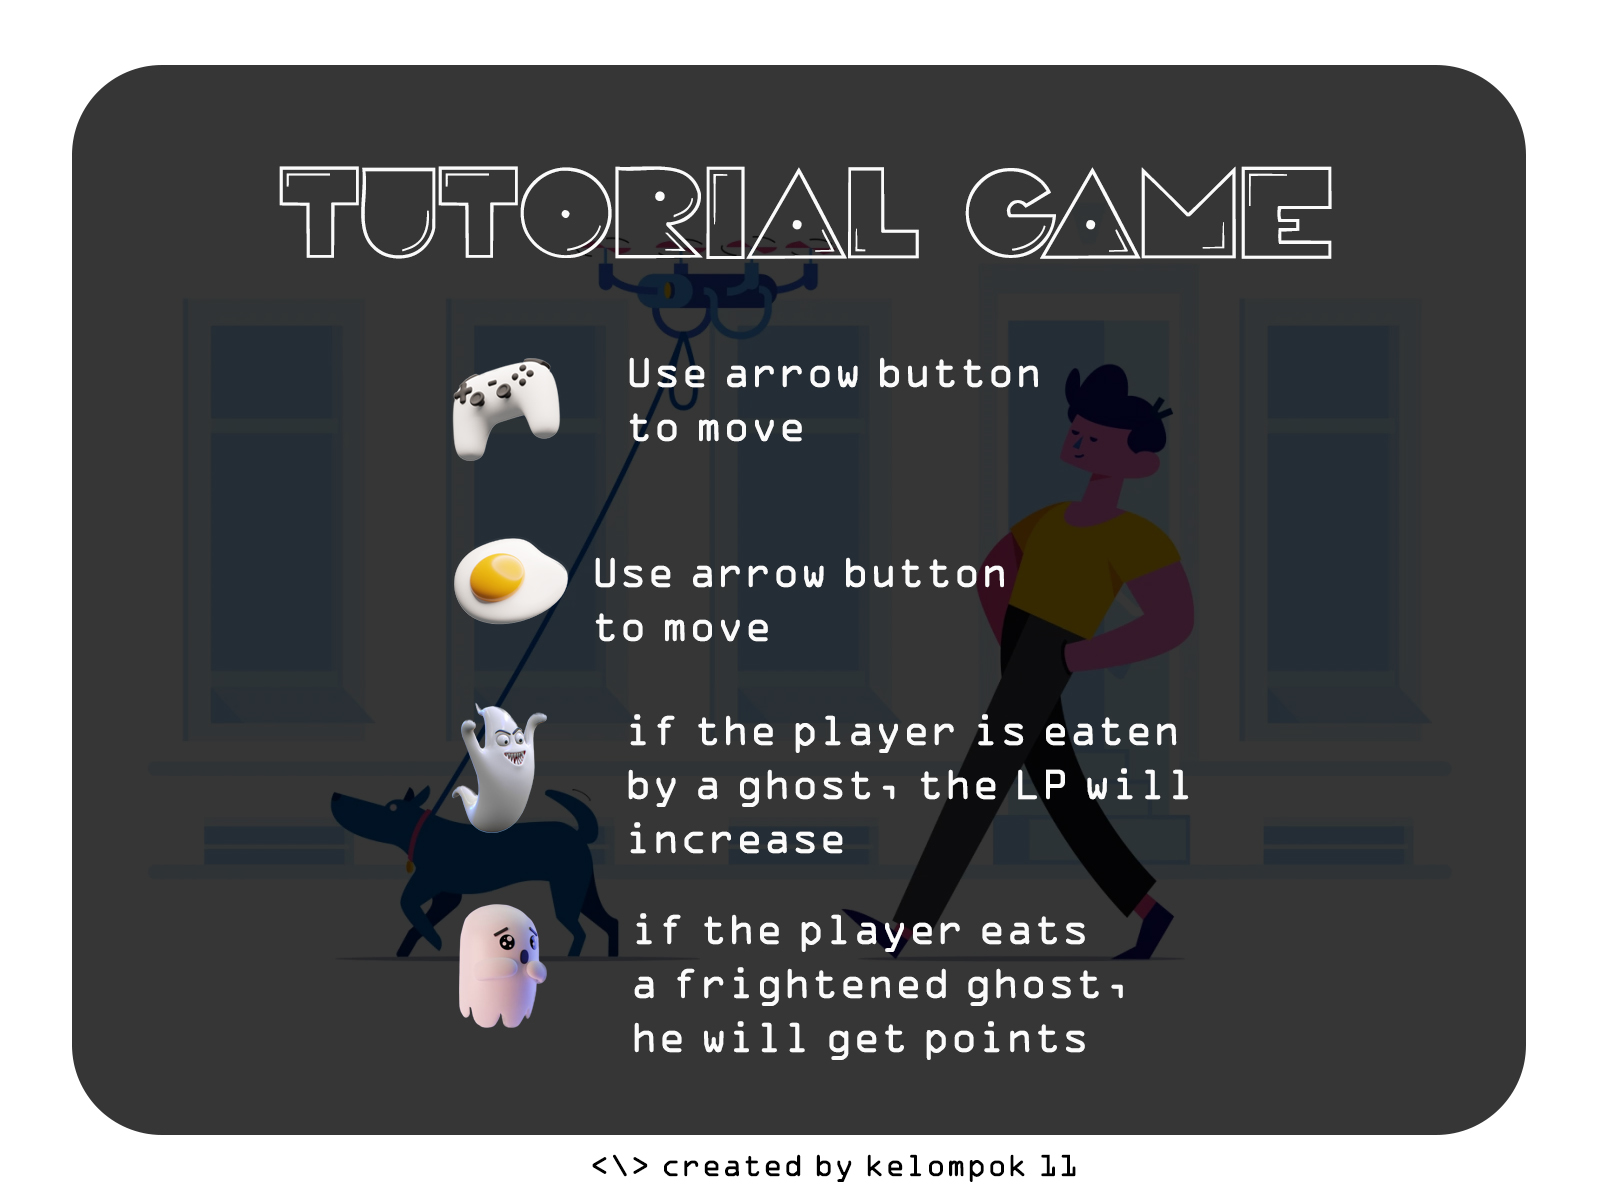 TUTORIAL GAME
Use arrow button
to move
Use arrow button
to move
if the player is eaten
by a ghost, the LP will
increase
if the player eats
a frightened ghost,
he will get points
<\> created by kelompok 11